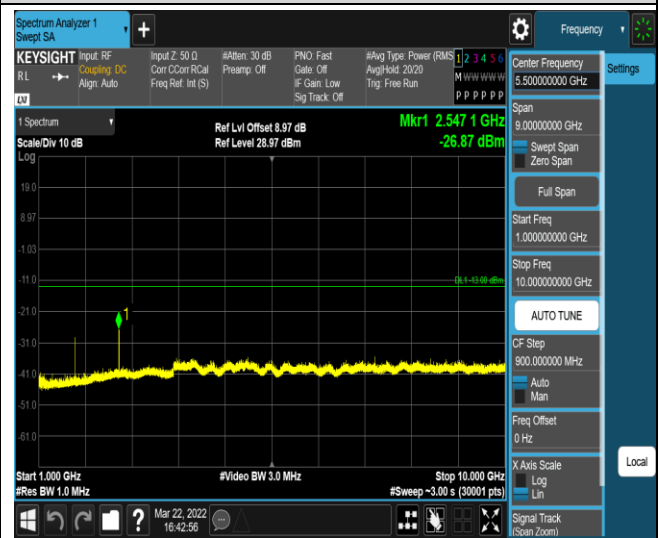 Spectrum Analyzer 1
Swept SA
+
Frequency
KEYSIGHT
RL
LXI
Input: RF
Coupling: DC
Align: Auto
Input Z: 50 Ω
Corr CCorr RCal
Freq Ref: Int (S)
#Atten: 30 dB
Preamp: Off
PNO: Fast
Gate: Off
IF Gain: Low
Sig Track: Off
#Avg Type: Power (RMS
Avg|Hold: 20/20
Trig: Free Run
1 2 3 4 5 6
M W W W W W
P P P P P P
Center Frequency
5.500000000 GHz
Settings
Span
9.00000000 GHz
Swept Span
Zero Span
Full Span
Start Freq
1.000000000 GHz
Stop Freq
10.000000000 GHz
AUTO TUNE
CF Step
900.000000 MHz
Auto
Man
Freq Offset
0 Hz
X Axis Scale
Log
Lin
Signal Track
(Span Zoom)
Local
1 Spectrum
Scale/Div 10 dB
Log
Ref Lvl Offset 8.97 dB
Ref Level 28.97 dBm
Mkr1 2.547 1 GHz
-26.87 dBm
19.0
8.97
-1.03
-11.0
-21.0
-31.0
-41.0
-51.0
-61.0
DL1 -13.00 dBm
1
Start 1.000 GHz
#Res BW 1.0 MHz
#Video BW 3.0 MHz
Stop 10.000 GHz
#Sweep ~3.00 s (30001 pts)
?
Mar 22, 2022
16:42:56